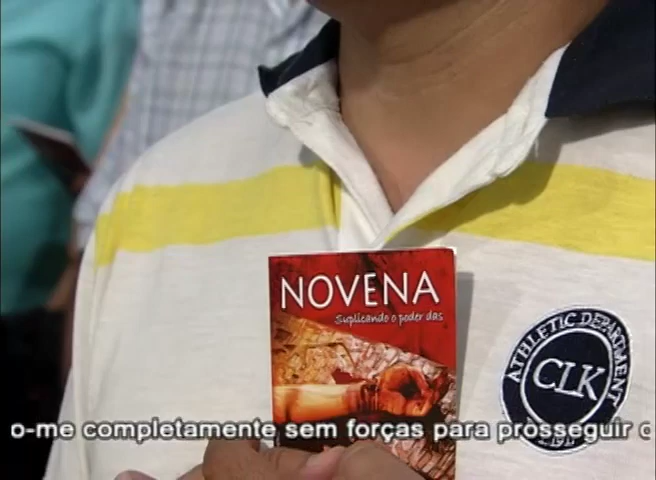 NOVENA
Suplicando o poder das
ATHLETIC DEPARTMENT
CLK
o-me completamente sem forças para prosseguir